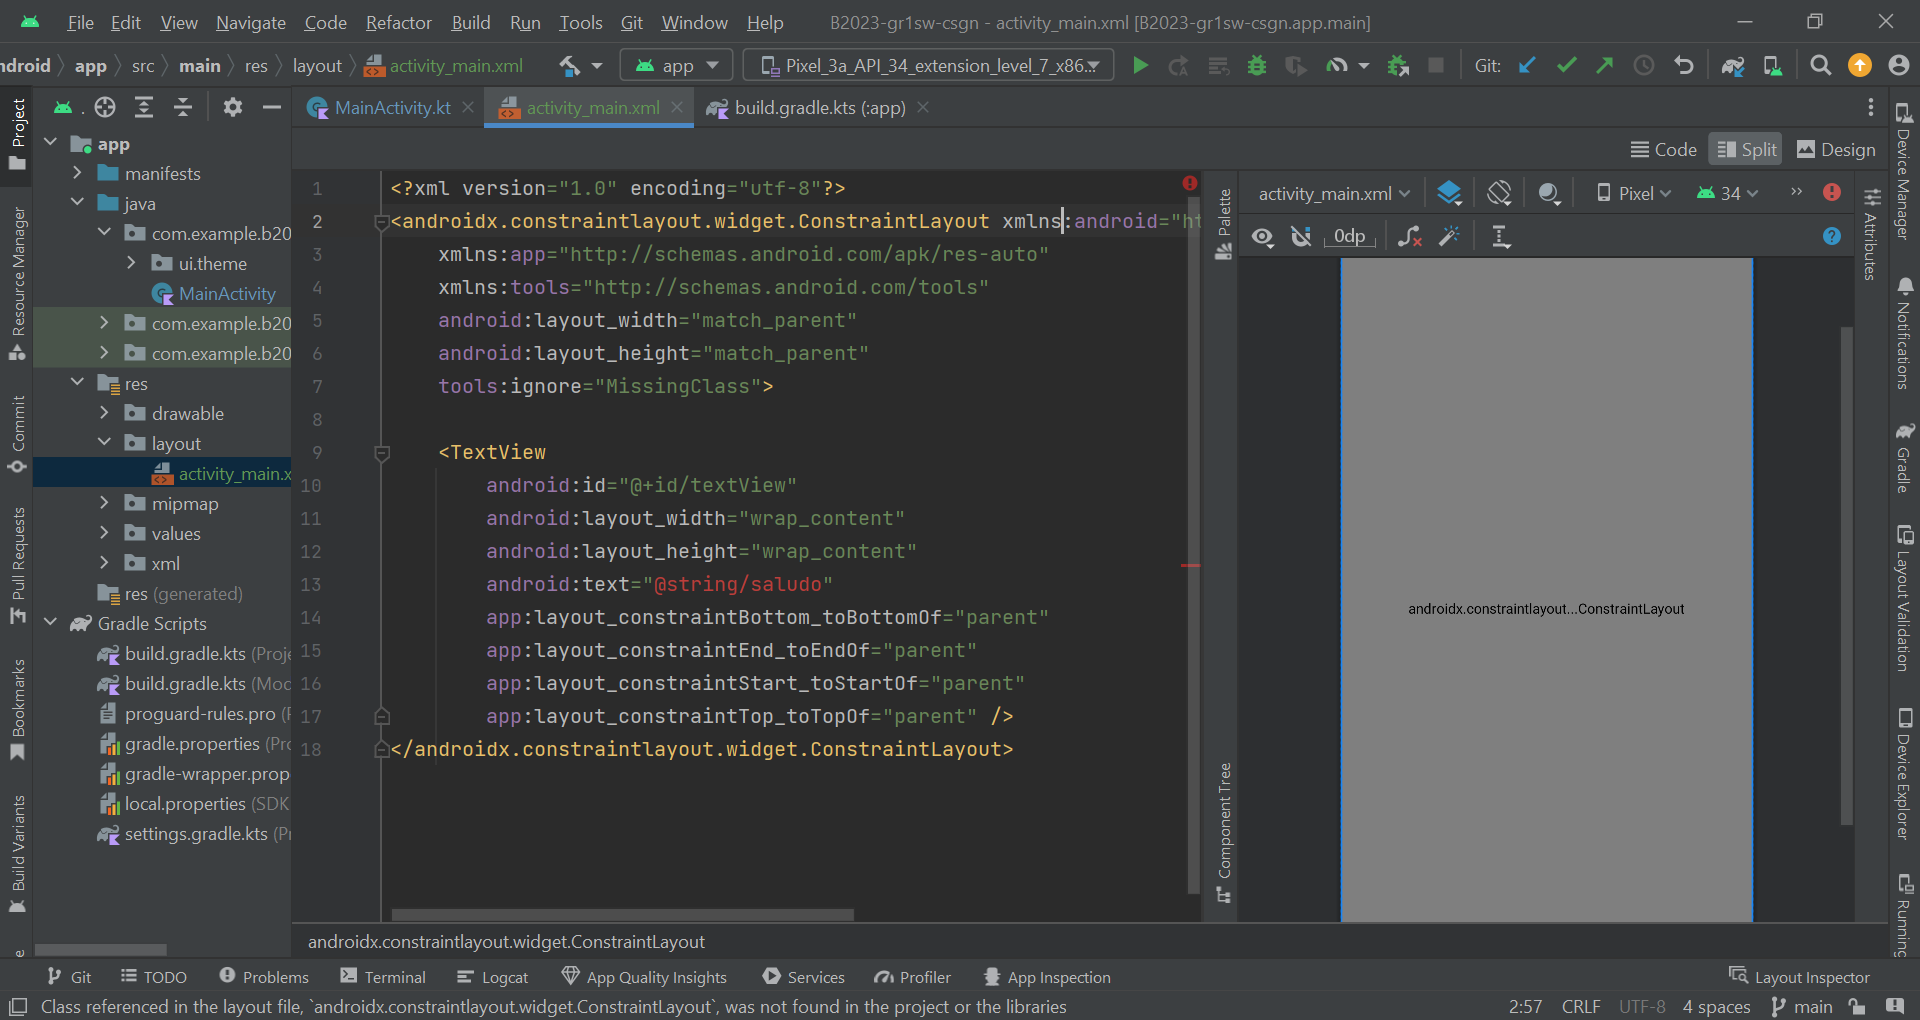 File Edit View Navigate Code Refactor Build Run Tools Git Window Help B2023-gr1sw-csgn - activity_main.xml [B2023-gr1sw-csgn.app.main]
ndroid app src main res layout activity_main.xml app Pixel_3a_API_34_extension_level_7_x86... Git:
MainActivity.kt activity_main.xml build.gradle.kts (:app)
Code Split Design
Project
Resource Manager
Commit
Pull Requests
Bookmarks
Build Variants
app
manifests
java
com.example.b20
ui.theme
MainActivity
com.example.b20
com.example.b20
res
drawable
layout
activity_main.x
mipmap
values
xml
res (generated)
Gradle Scripts
build.gradle.kts (Proje
build.gradle.kts (Moc
proguard-rules.pro (F
gradle.properties (Pro
gradle-wrapper.prop
local.properties (SDK
settings.gradle.kts (P
1 <?xml version="1.0" encoding="utf-8"?>
2 <androidx.constraintlayout.widget.ConstraintLayout xmlns:android="ht
3 xmlns:app="http://schemas.android.com/apk/res-auto"
4 xmlns:tools="http://schemas.android.com/tools"
5 android:layout_width="match_parent"
6 android:layout_height="match_parent"
7 tools:ignore="MissingClass">
8
9 <TextView
10 android:id="@+id/textView"
11 android:layout_width="wrap_content"
12 android:layout_height="wrap_content"
13 android:text="@string/saludo"
14 app:layout_constraintBottom_toBottomOf="parent"
15 app:layout_constraintEnd_toEndOf="parent"
16 app:layout_constraintStart_toStartOf="parent"
17 app:layout_constraintTop_toTopOf="parent" />
18 </androidx.constraintlayout.widget.ConstraintLayout>
androidx.constraintlayout.widget.ConstraintLayout
Palette
Component Tree
activity_main.xml Pixel 34
0dp
androidx.constraintlayout...ConstraintLayout
Attributes
Device Manager
Notifications
Gradle
Layout Validation
Device Explorer
Running
Git TODO Problems Terminal Logcat App Quality Insights Services Profiler App Inspection Layout Inspector
Class referenced in the layout file, `androidx.constraintlayout.widget.ConstraintLayout`, was not found in the project or the libraries 2:57 CRLF UTF-8 4 spaces main